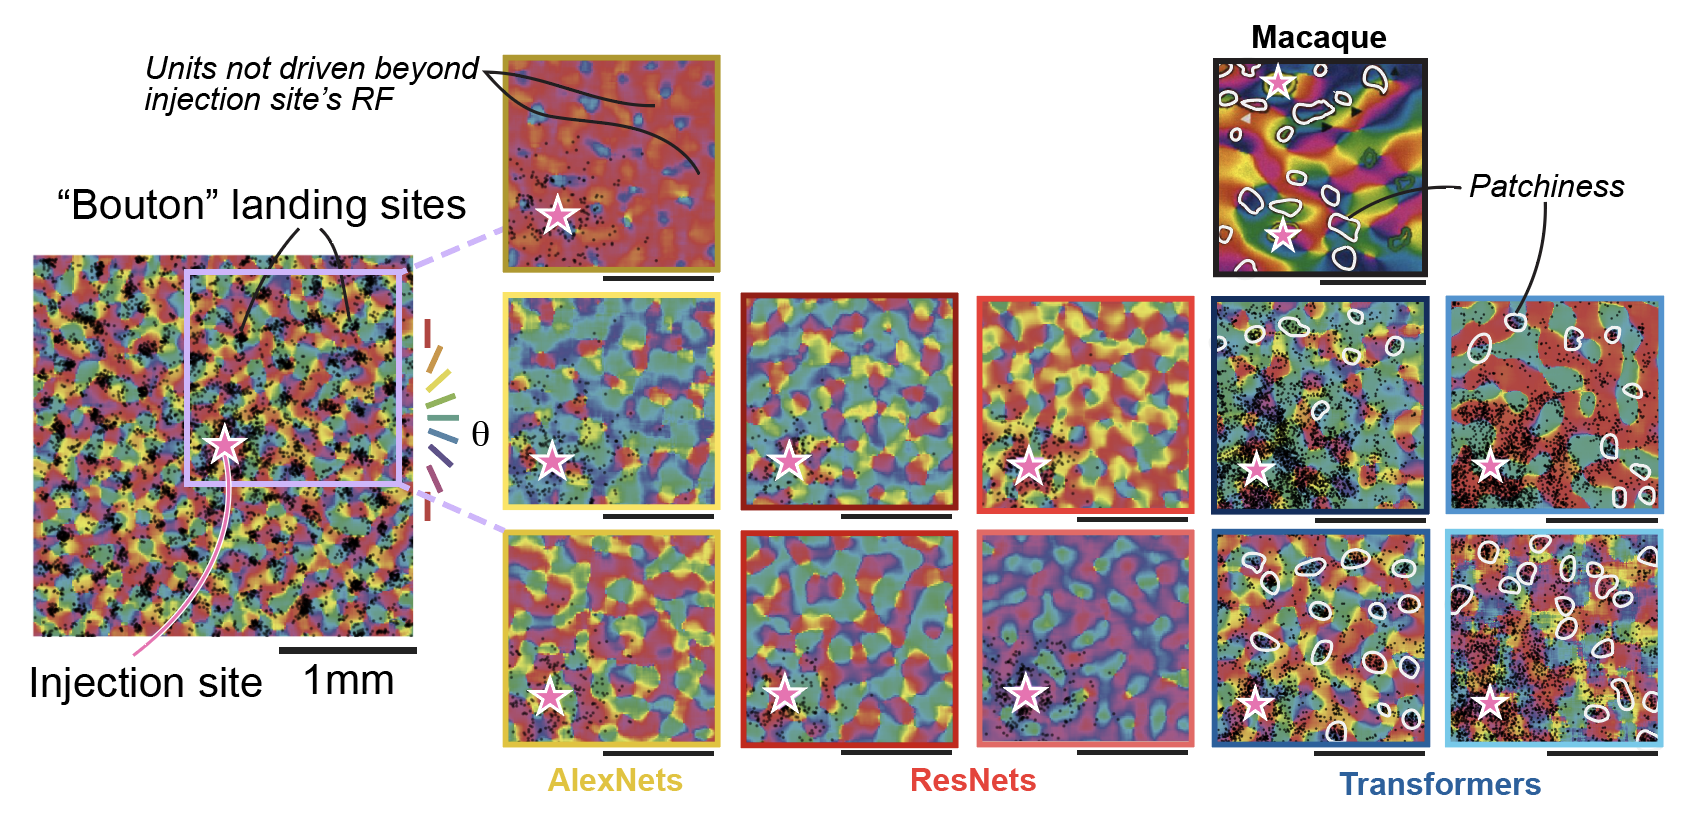 Macaque
Units not driven beyond
injection site’s RF
“Bouton” landing sites
Patchiness
θ
Injection site
1mm
AlexNets
ResNets
Transformers